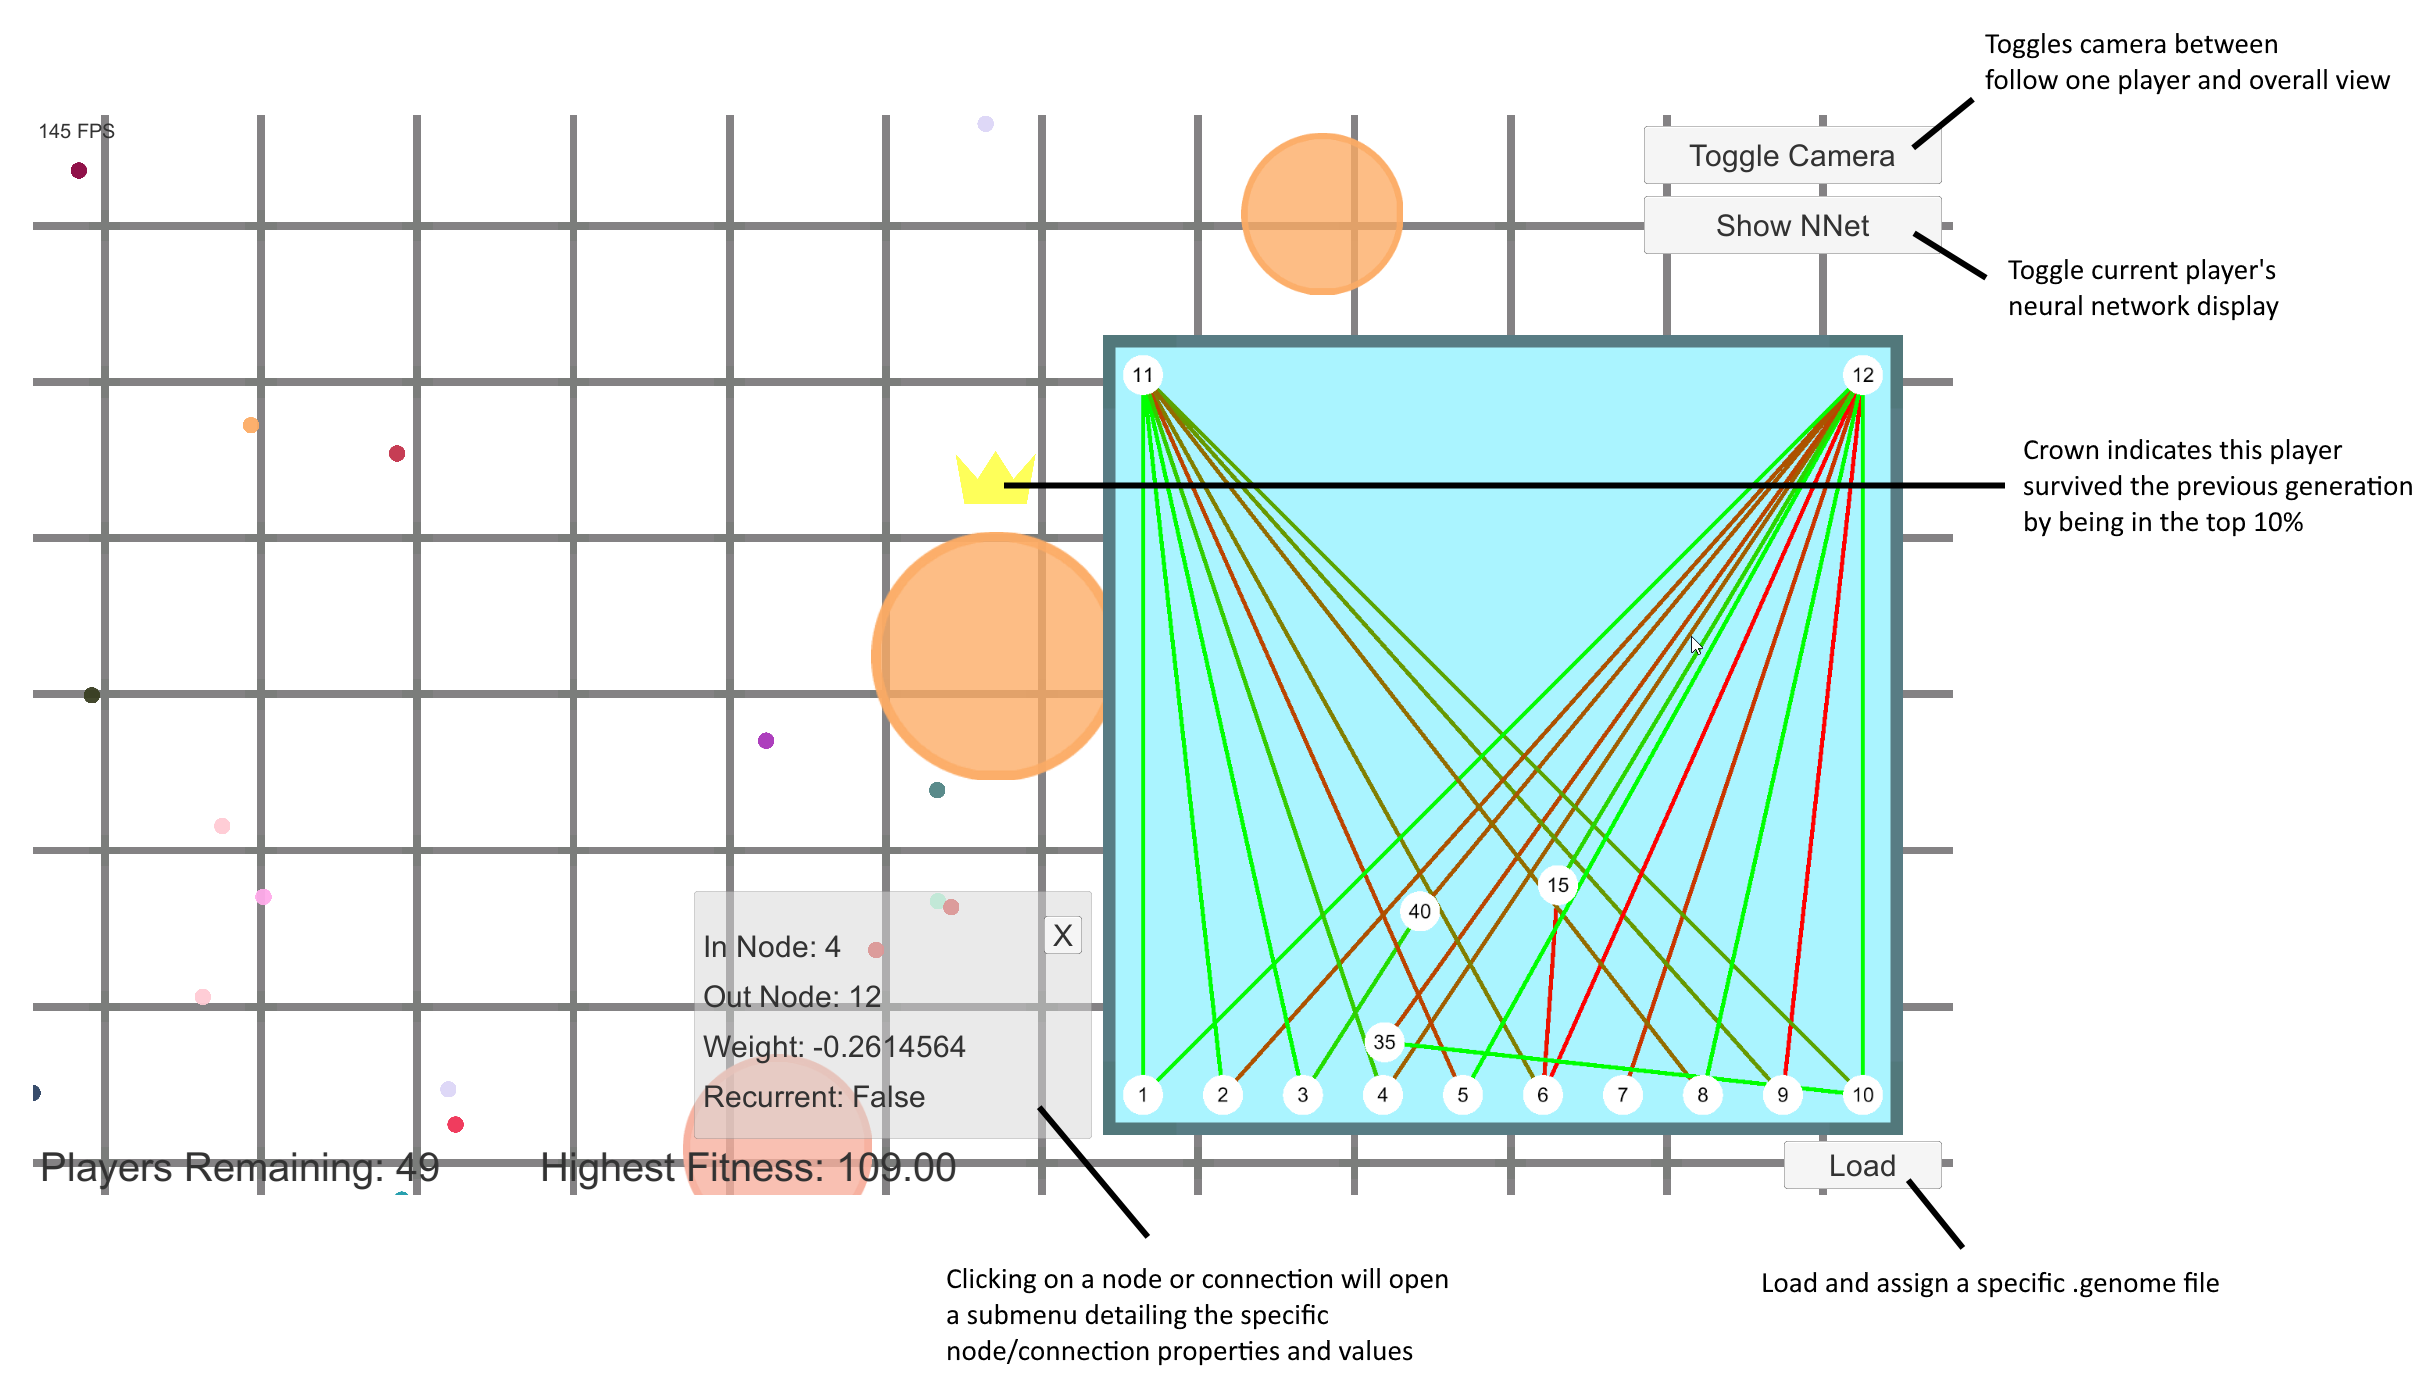 Toggles camera between
follow one player and overall view
145 FPS
Toggle Camera
Show NNet
Toggle current player's
neural network display
11
12
Crown indicates this player
survived the previous generation
by being in the top 10%
15
40
In Node: 4
X
Out Node: 12
Weight: -0.2614564
35
Recurrent: False
1 2 3 4 5 6 7 8 9 10
Players Remaining: 49
Highest Fitness: 109.00
Load
Clicking on a node or connection will open
a submenu detailing the specific
node/connection properties and values
Load and assign a specific .genome file